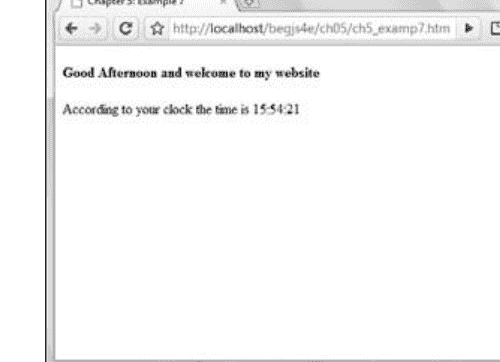 Chapter 5: Example 7
http://localhost/begjs4e/ch05/ch5_examp7.htm
Good Afternoon and welcome to my website
According to your clock the time is 15:54:21